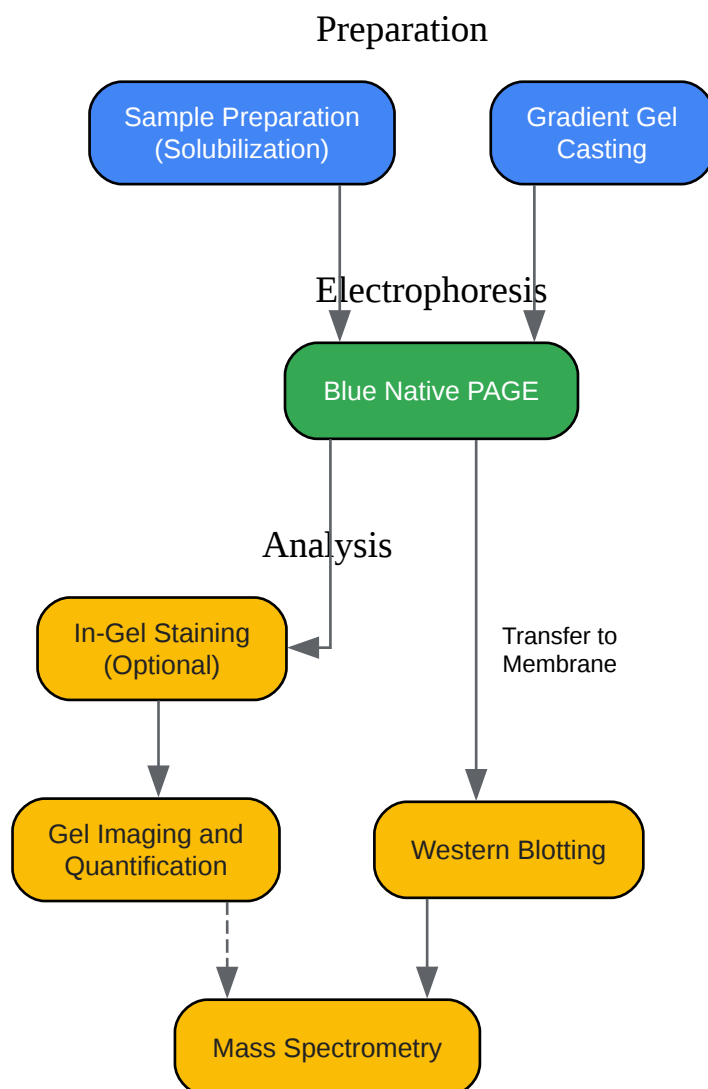 Preparation
Sample Preparation
(Solubilization)
Gradient Gel
Casting
Electrophoresis
Blue Native PAGE
Analysis
In-Gel Staining
(Optional)
Transfer to
Membrane
Gel Imaging and
Quantification
Western Blotting
Mass Spectrometry